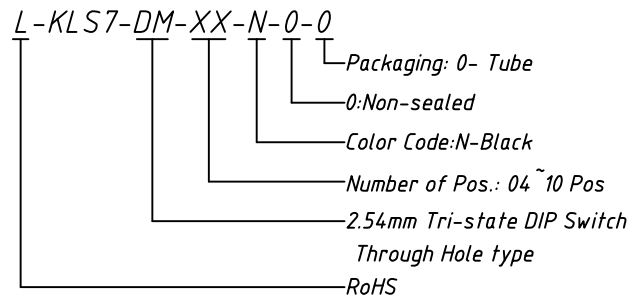 L-KLS7-DM-XX-N-0-0
Packaging: 0- Tube
0:Non-sealed
Color Code:N-Black
Number of Pos.: 04~10 Pos
2.54mm Tri-state DIP Switch
Through Hole type
RoHS